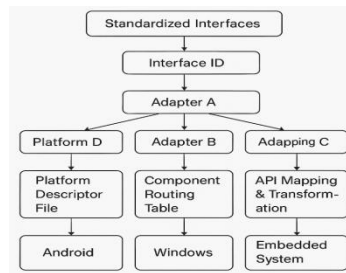 Standardized Interfaces
Interface ID
Adapter A
Platform D
Adapter B
Adapping C
Platform
Descriptor
File
Component
Routing
Table
API Mapping
& Transform-
ation
Android
Windows
Embedded
System